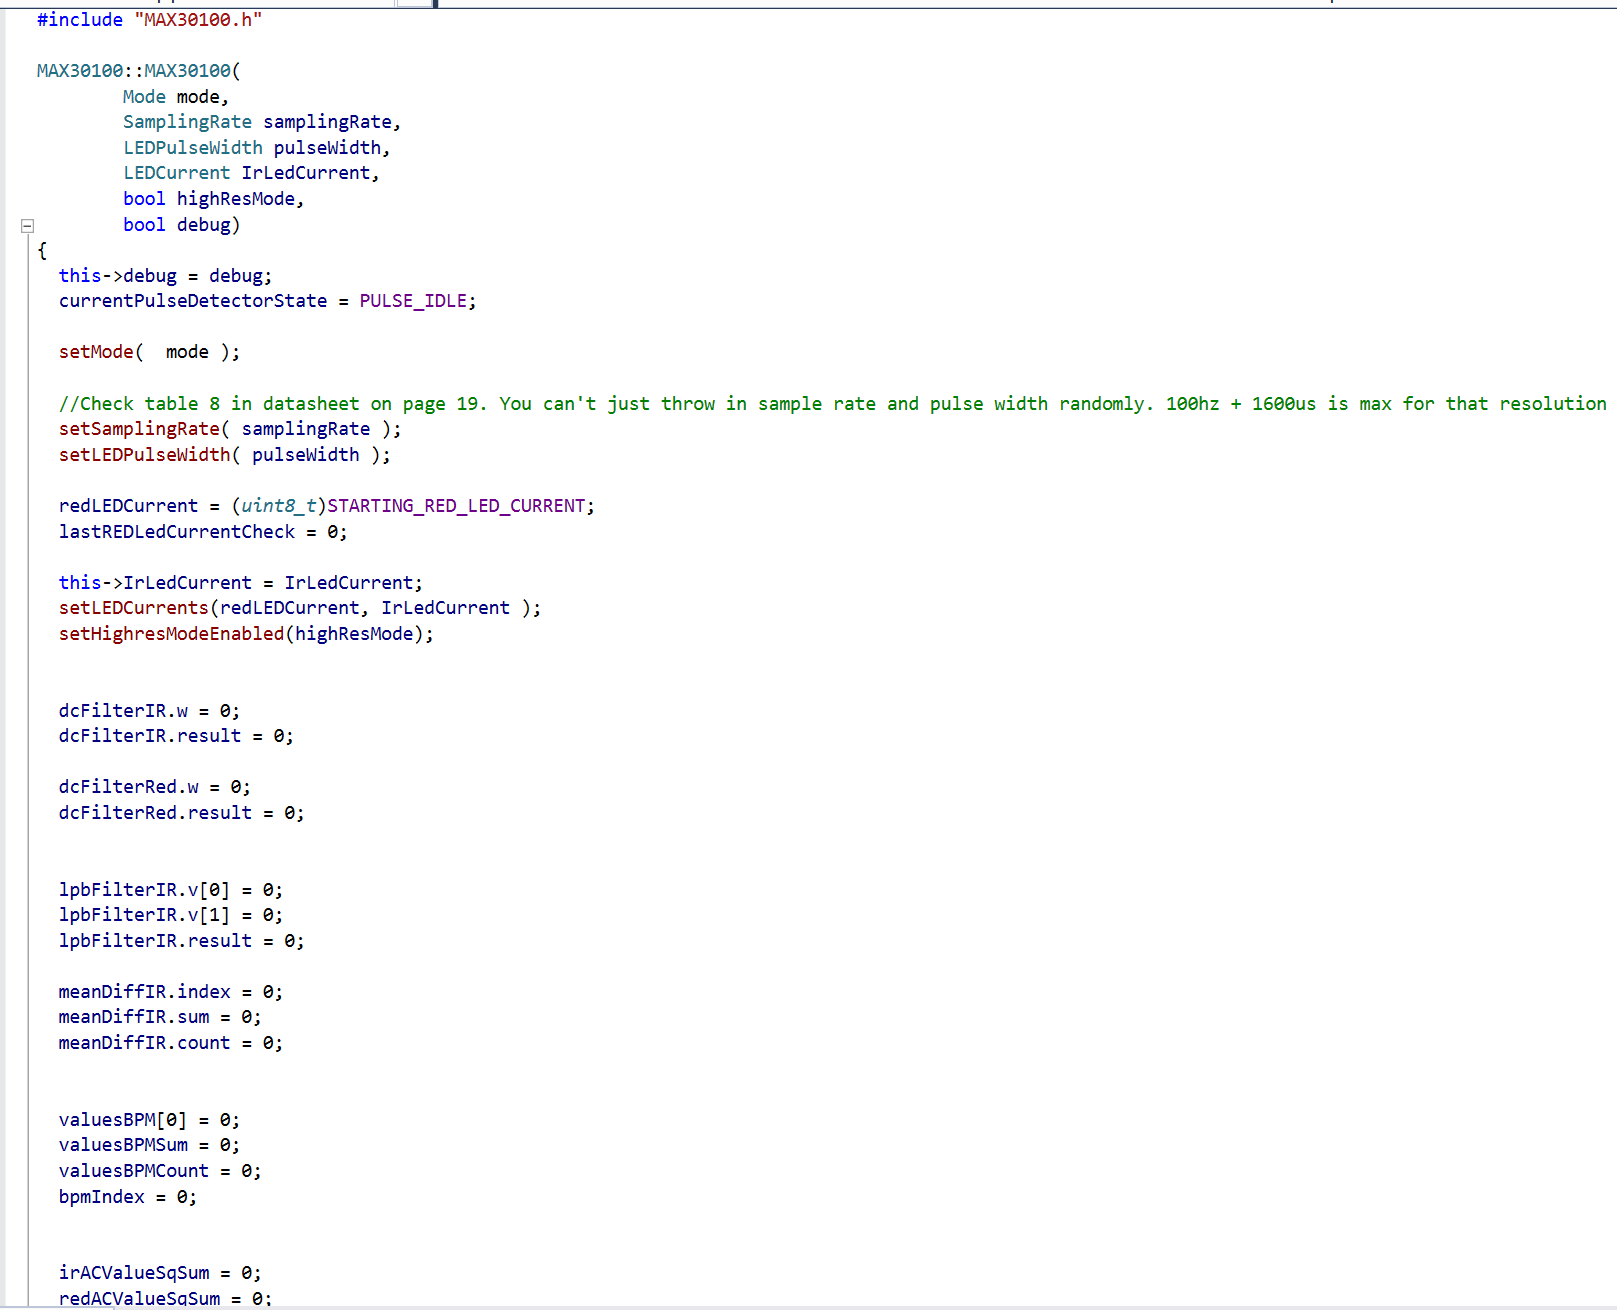 #include "MAX30100.h"
MAX30100::MAX30100(
Mode mode,
SamplingRate samplingRate,
LEDPulseWidth pulseWidth,
LEDCurrent IrLedCurrent,
bool highResMode,
bool debug)
{
this->debug = debug;
currentPulseDetectorState = PULSE_IDLE;
setMode(  mode );
//Check table 8 in datasheet on page 19. You can't just throw in sample rate and pulse width randomly. 100hz + 1600us is max for that resolution
setSamplingRate( samplingRate );
setLEDPulseWidth( pulseWidth );
redLEDCurrent = (uint8_t)STARTING_RED_LED_CURRENT;
lastREDLedCurrentCheck = 0;
this->IrLedCurrent = IrLedCurrent;
setLEDCurrents(redLEDCurrent, IrLedCurrent );
setHighresModeEnabled(highResMode);
dcFilterIR.w = 0;
dcFilterIR.result = 0;
dcFilterRed.w = 0;
dcFilterRed.result = 0;
lpbFilterIR.v[0] = 0;
lpbFilterIR.v[1] = 0;
lpbFilterIR.result = 0;
meanDiffIR.index = 0;
meanDiffIR.sum = 0;
meanDiffIR.count = 0;
valuesBPM[0] = 0;
valuesBPMSum = 0;
valuesBPMCount = 0;
bpmIndex = 0;
irACValueSqSum = 0;
redACValueSqSum = 0;